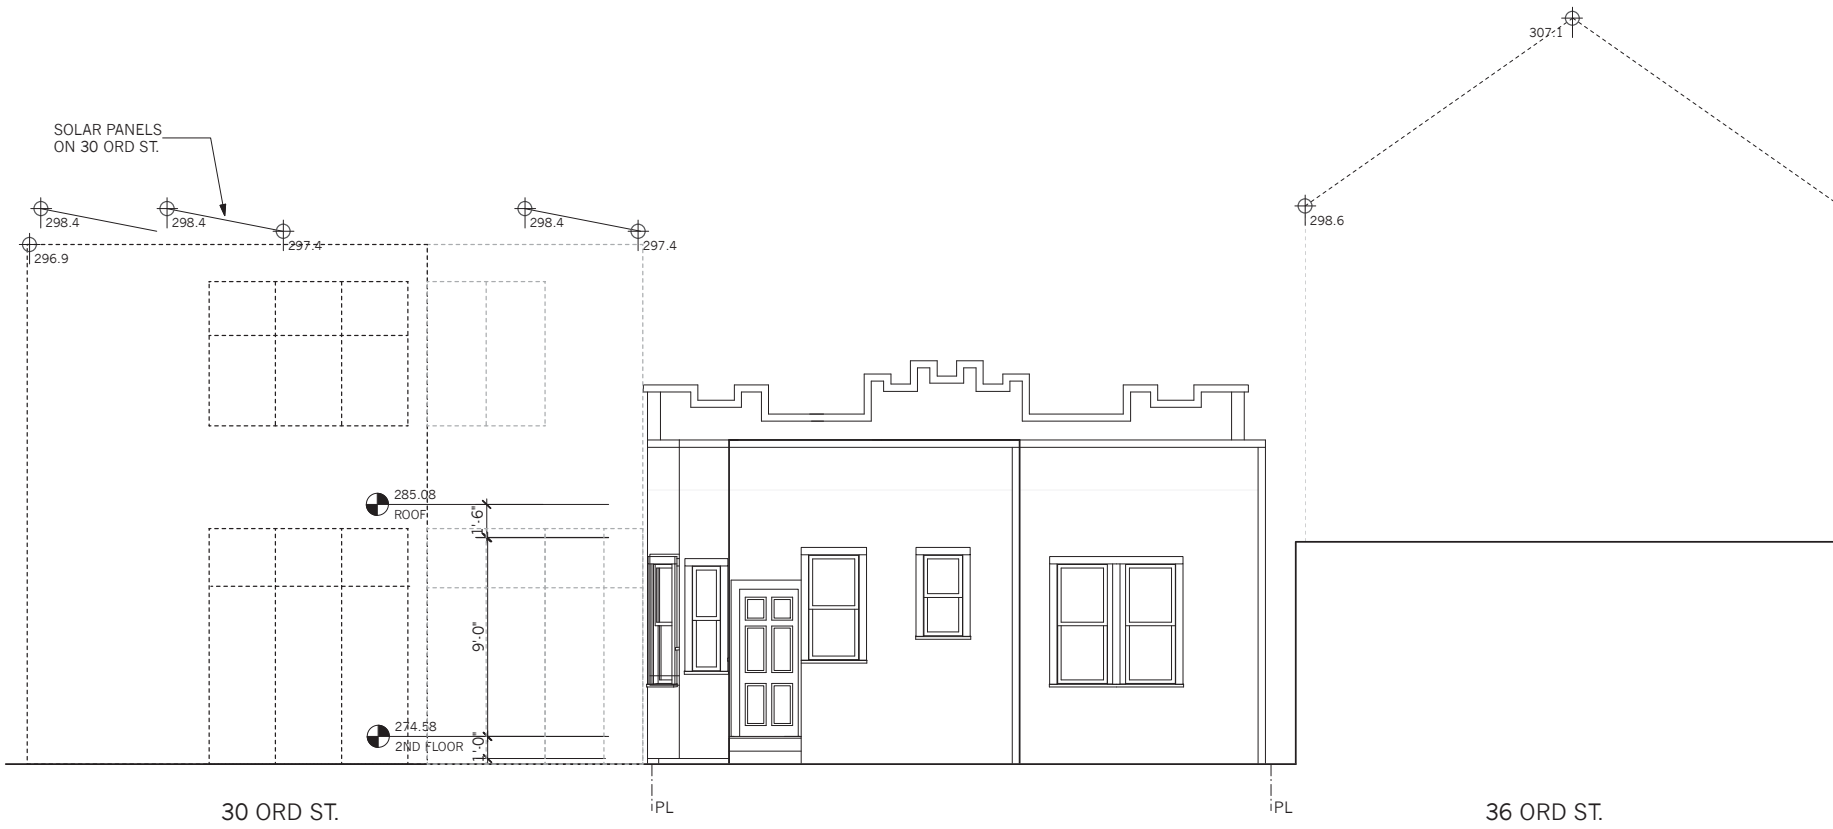 307.1
SOLAR PANELS
ON 30 ORD ST.
298.4
298.4
298.4
298.6
297.4
297.4
296.9
285.08
ROOF
1'-6"
9'-0"
274.58
2ND FLOOR
1'-0"
PL
PL
30 ORD ST.
36 ORD ST.